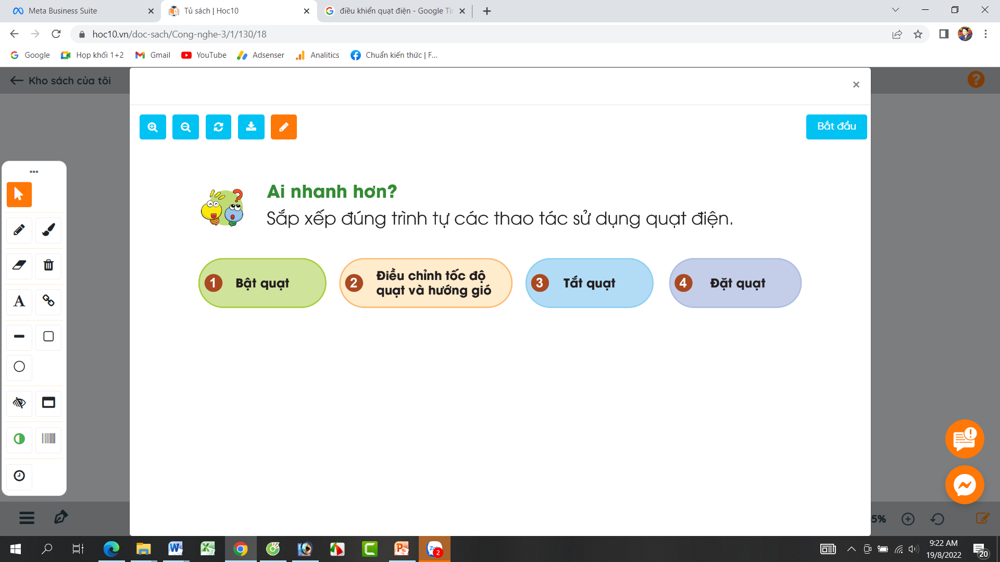 Meta Business Suite
Tủ sách | Hoc10
điều khiển quạt điện - Google Tìr
hoc10.vn/doc-sach/Cong-nghe-3/1/130/18
Google
Họp khối 1+2
Gmail
YouTube
Adsenser
Analitics
Chuẩn kiến thức | F...
Kho sách của tôi
Bắt đầu
Ai nhanh hơn?
Sắp xếp đúng trình tự các thao tác sử dụng quạt điện.
1 Bật quạt
2 Điều chỉnh tốc độ
quạt và hướng gió
3 Tắt quạt
4 Đặt quạt
5%
2
9:22 AM
19/8/2022
20